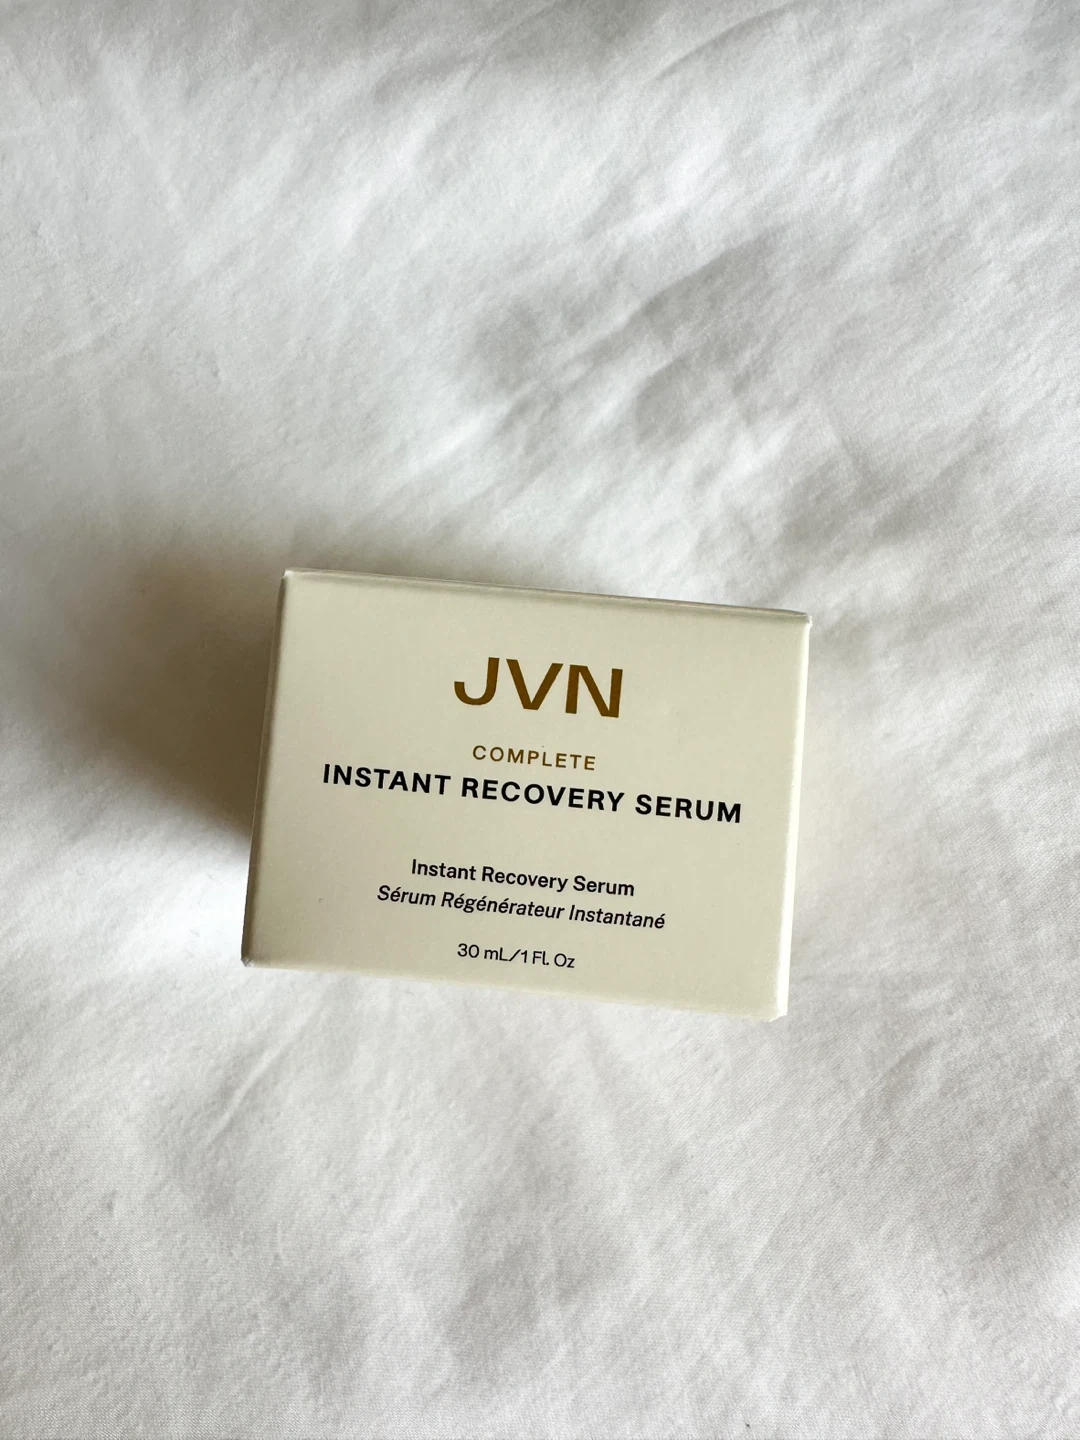 JVN
COMPLETE
INSTANT RECOVERY SERUM
Instant Recovery Serum
Sérum Régénérateur Instantané
30 mL/1 Fl. Oz